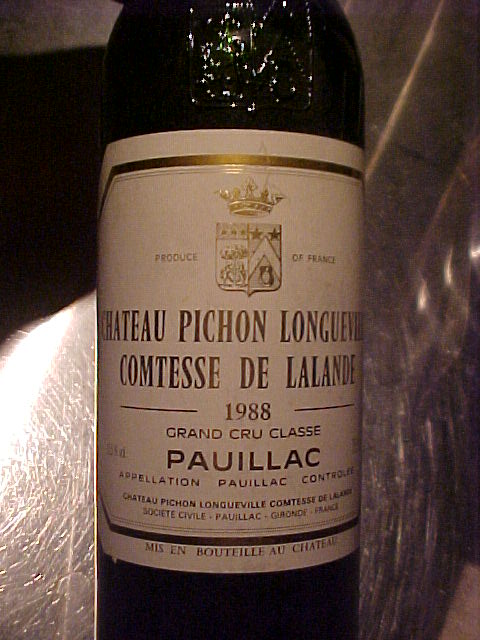 PRODUCE OF FRANCE
CHATEAU PICHON LONGUEVILLE
COMTESSE DE LALANDE
1988
GRAND CRU CLASSE
PAUILLAC
APPELLATION PAUILLAC CONTROLÉE
CHATEAU PICHON LONGUEVILLE COMTESSE DE LALANDE
SOCIETE CIVILE - PAUILLAC - GIRONDE - FRANCE
MIS EN BOUTEILLE AU CHATEAU